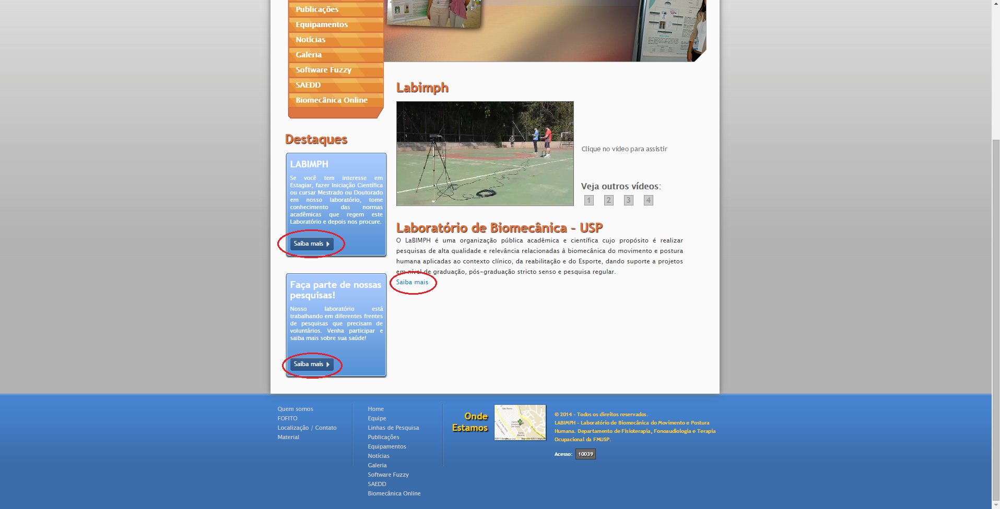 Publicações
Equipamentos
Notícias
Galeria
Software Fuzzy
SAEDD
Biomecânica Online
Destaques
LABIMPH
Se você tem interesse em
Estagiar, fazer Iniciação Científica
ou cursar Mestrado ou Doutorado
em nosso laboratório, tome
conhecimento das normas
acadêmicas que regem este
Laboratório e depois nos procure.
Saiba mais
Faça parte de nossas
pesquisas!
Nosso laboratório está
trabalhando em diferentes frentes
de pesquisas que precisam de
voluntários. Venha participar e
saiba mais sobre sua saúde!
Saiba mais
Labimph
Clique no vídeo para assistir
Veja outros vídeos:
1 2 3 4
Laboratório de Biomecânica - USP
O LaBIMPH é uma organização pública acadêmica e científica cujo propósito é realizar
pesquisas de alta qualidade e relevância relacionadas à biomecânica do movimento e postura
humana aplicadas ao contexto clínico, da reabilitação e do Esporte, dando suporte a projetos
em nível de graduação, pós-graduação stricto senso e pesquisa regular.
Saiba mais
Quem somos
FOFITO
Localização / Contato
Material
Home
Equipe
Linhas de Pesquisa
Publicações
Equipamentos
Notícias
Galeria
Software Fuzzy
SAEDD
Biomecânica Online
Onde
Estamos
© 2014 - Todos os direitos reservados.
LABIMPH - Laboratório de Biomecânica do Movimento e Postura
Humana. Departamento de Fisioterapia, Fonoaudiologia e Terapia
Ocupacional da FMUSP.
Acesso: 10039